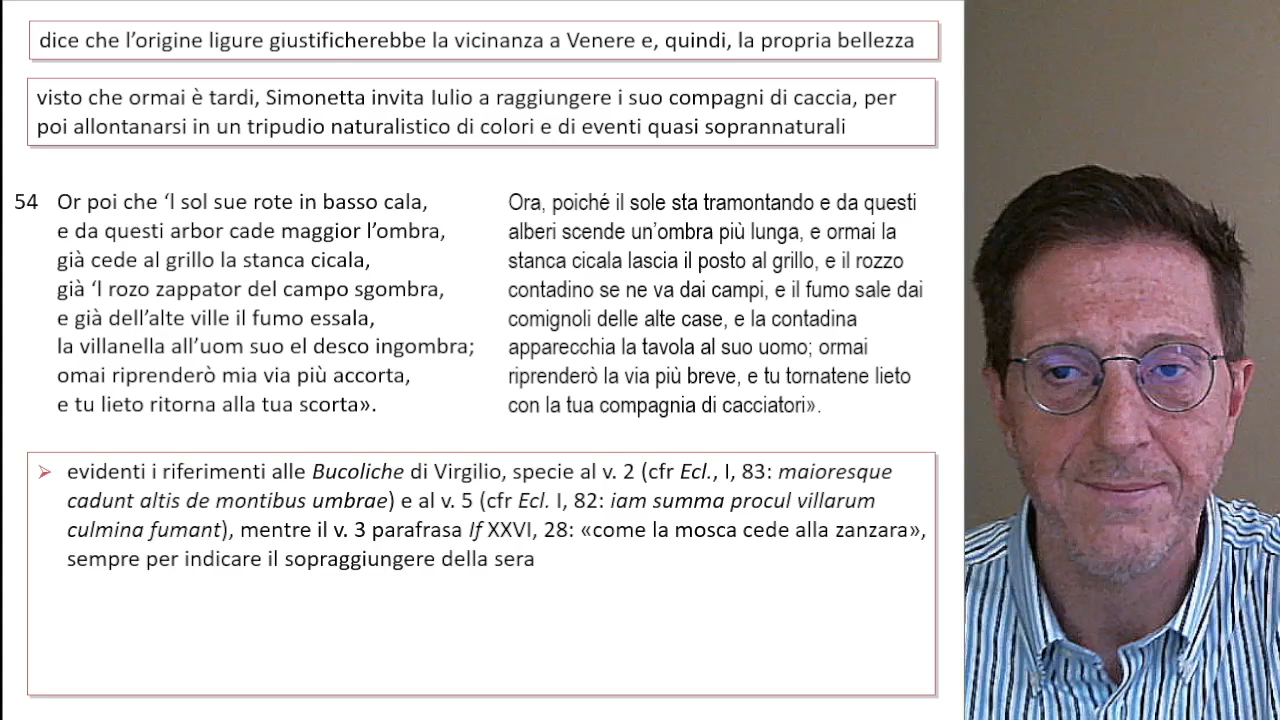 dice che l’origine ligure giustificherebbe la vicinanza a Venere e, quindi, la propria bellezza
visto che ormai è tardi, Simonetta invita Iulio a raggiungere i suo compagni di caccia, per
poi allontanarsi in un tripudio naturalistico di colori e di eventi quasi soprannaturali
54 Or poi che ‘l sol sue rote in basso cala,
e da questi arbor cade maggior l’ombra,
già cede al grillo la stanca cicala,
già ‘l rozo zappator del campo sgombra,
e già dell’alte ville il fumo essala,
la villanella all’uom suo el desco ingombra;
omai riprenderò mia via più accorta,
e tu lieto ritorna alla tua scorta».
Ora, poiché il sole sta tramontando e da questi
alberi scende un’ombra più lunga, e ormai la
stanca cicala lascia il posto al grillo, e il rozzo
contadino se ne va dai campi, e il fumo sale dai
comignoli delle alte case, e la contadina
apparecchia la tavola al suo uomo; ormai
riprenderò la via più breve, e tu tornatene lieto
con la tua compagnia di cacciatori».
evidenti i riferimenti alle Bucoliche di Virgilio, specie al v. 2 (cfr Ecl., I, 83: maioresque
cadunt altis de montibus umbrae) e al v. 5 (cfr Ecl. I, 82: iam summa procul villarum
culmina fumant), mentre il v. 3 parafrasa If XXVI, 28: «come la mosca cede alla zanzara»,
sempre per indicare il sopraggiungere della sera